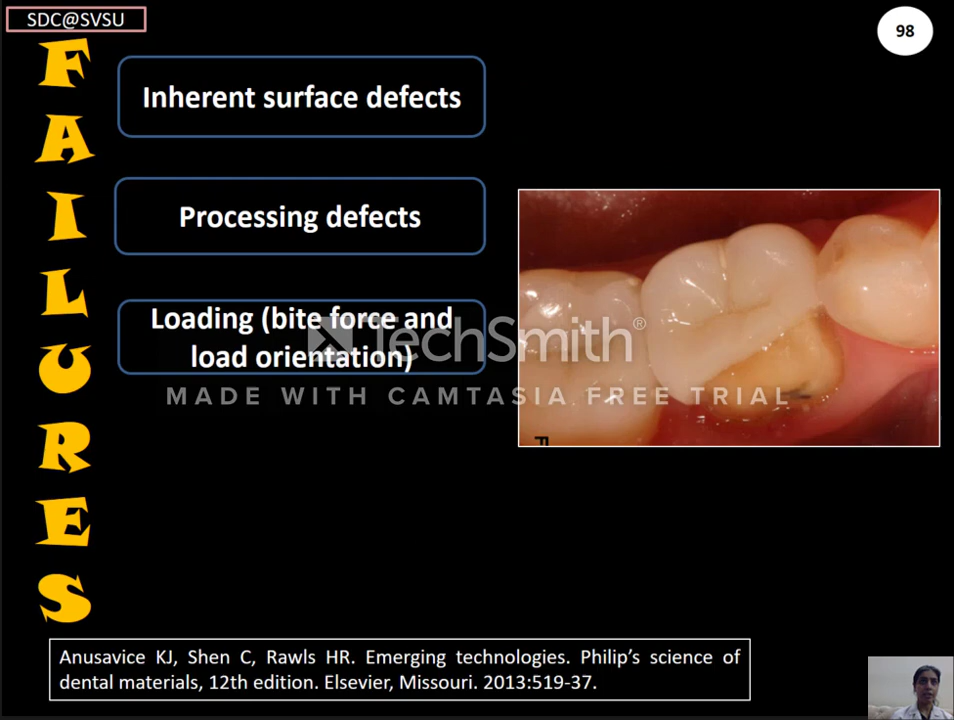 SDC@SVSU
98
FAILURES
Inherent surface defects
Processing defects
Loading (bite force and
load orientation)
TechSmith®
MADE WITH CAMTASIA FREE TRIAL
F
Anusavice KJ, Shen C, Rawls HR. Emerging technologies. Philip's science of
dental materials, 12th edition. Elsevier, Missouri. 2013:519-37.